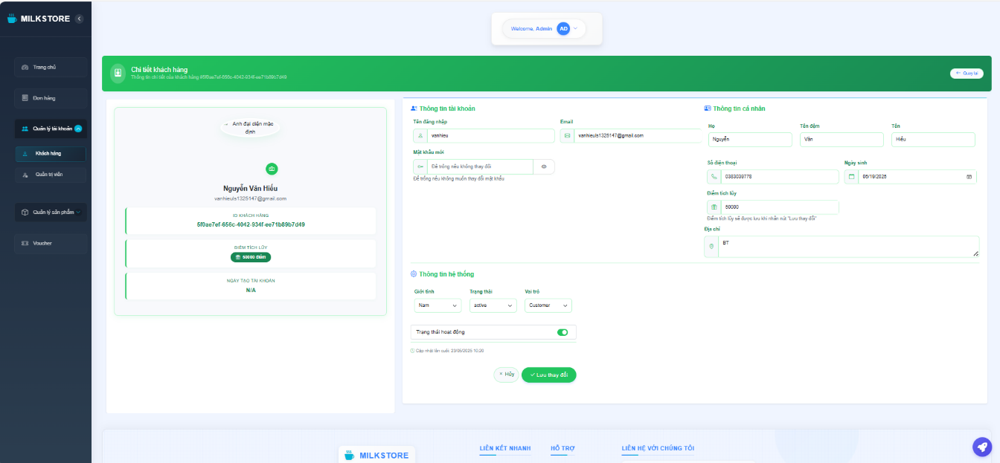 MILKSTORE
Welcome, Admin AD
Trang chủ
Đơn hàng
Quản lý tài khoản
Khách hàng
Quản trị viên
Quản lý sản phẩm
Voucher
Chi tiết khách hàng
Thông tin chi tiết của khách hàng #5f0ae7ef-656c-4042-934f-ee71b89b7d49
Quay lại
Ảnh đại diện mặc
định
Nguyễn Văn Hiếu
vanhieuls1325147@gmail.com
ID KHÁCH HÀNG
5f0ae7ef-656c-4042-934f-ee71b89b7d49
ĐIỂM TÍCH LŨY
50000 điểm
NGÀY TẠO TÀI KHOẢN
N/A
Thông tin tài khoản
Tên đăng nhập Email
vanhieu vanhieuls1325147@gmail.com
Mật khẩu mới
Để trống nếu không thay đổi
Để trống nếu không muốn thay đổi mật khẩu
Thông tin cá nhân
Họ Tên đệm Tên
Nguyễn Văn Hiếu
Số điện thoại Ngày sinh
0383039778 05/19/2025
Điểm tích lũy
50000
Điểm tích lũy sẽ được lưu khi nhấn nút "Lưu thay đổi"
Địa chỉ
BT
Thông tin hệ thống
Giới tính Trạng thái Vai trò
Nam active Customer
Trạng thái hoạt động
Cập nhật lần cuối: 23/05/2025 10:20
Hủy Lưu thay đổi
MILKSTORE
LIÊN KẾT NHANH HỖ TRỢ LIÊN HỆ VỚI CHÚNG TÔI